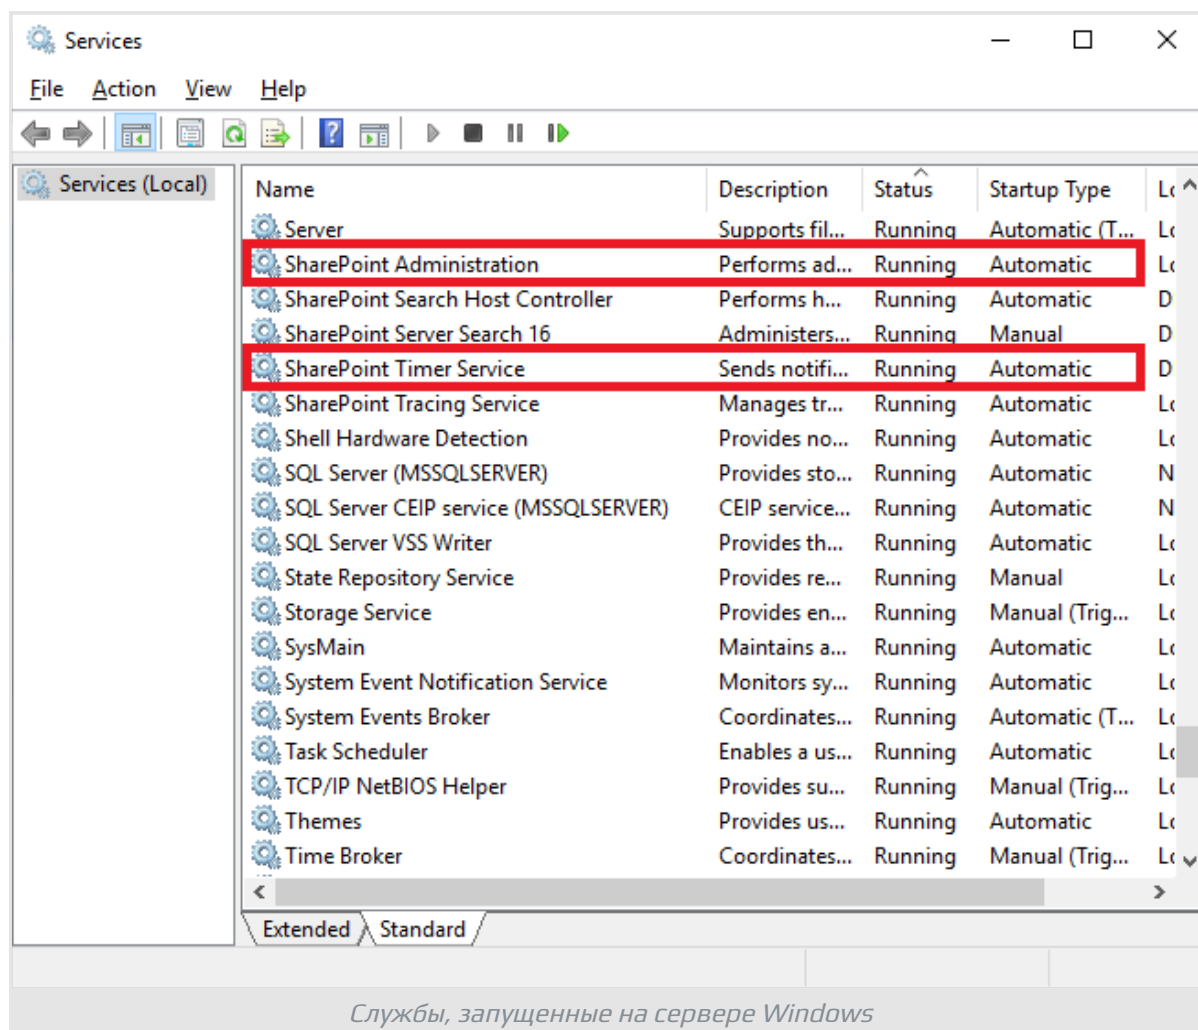 Services
File Action View Help
Services (Local)
Name Description Status Startup Type
Server Supports fil... Running Automatic (T...
SharePoint Administration Performs ad... Running Automatic
SharePoint Search Host Controller Performs h... Running Automatic
SharePoint Server Search 16 Administers... Running Manual
SharePoint Timer Service Sends notifi... Running Automatic
SharePoint Tracing Service Manages tr... Running Automatic
Shell Hardware Detection Provides no... Running Automatic
SQL Server (MSSQLSERVER) Provides sto... Running Automatic
SQL Server CEIP service (MSSQLSERVER) CEIP service... Running Automatic
SQL Server VSS Writer Provides th... Running Automatic
State Repository Service Provides re... Running Manual
Storage Service Provides en... Running Manual (Trig...
SysMain Maintains a... Running Automatic
System Event Notification Service Monitors sy... Running Automatic
System Events Broker Coordinates... Running Automatic (T...
Task Scheduler Enables a us... Running Automatic
TCP/IP NetBIOS Helper Provides su... Running Manual (Trig...
Themes Provides us... Running Automatic
Time Broker Coordinates... Running Manual (Trig...
Extended Standard
Службы, запущенные на сервере Windows